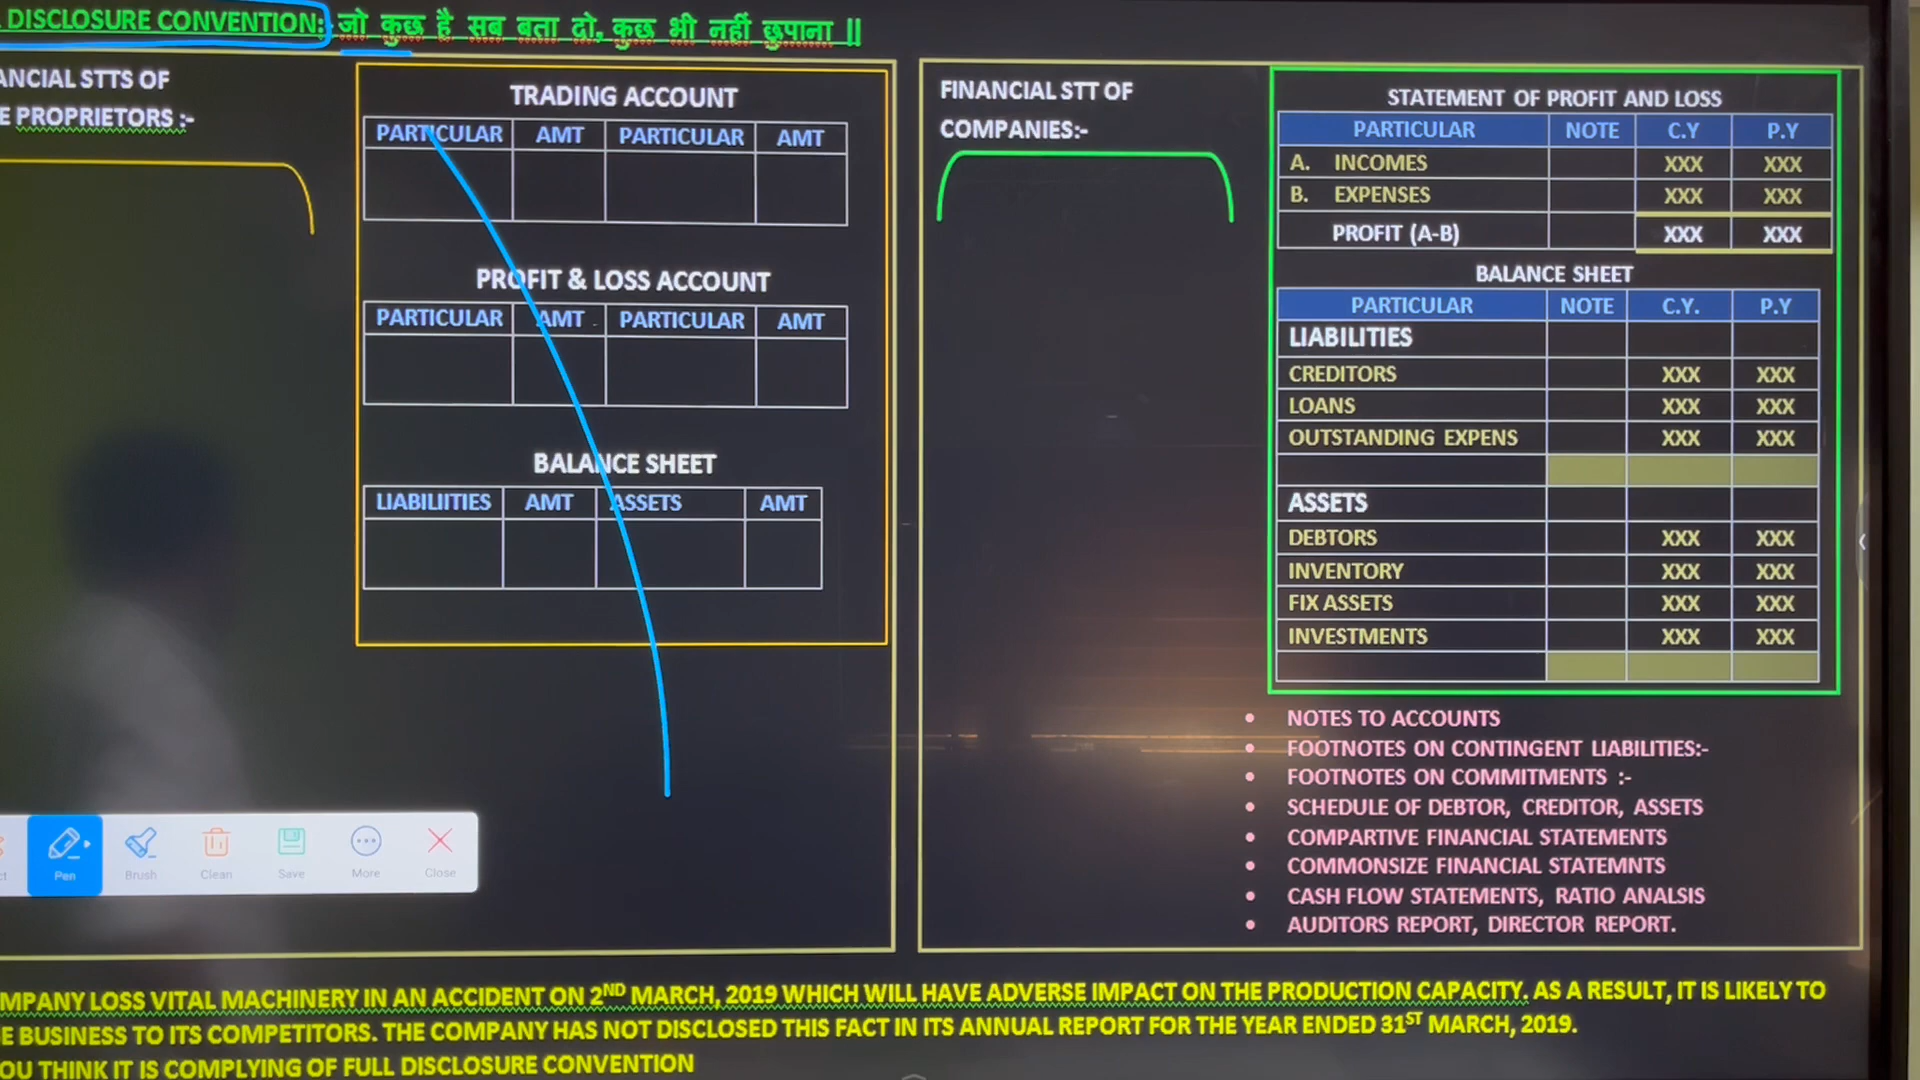 DISCLOSURE CONVENTION:- जो कुछ है सब बता दो, कुछ भी नहीं छुपाना ||
STTS OF
PROPRIETORS :-
TRADING ACCOUNT
PARTICULAR AMT PARTICULAR AMT
PROFIT & LOSS ACCOUNT
PARTICULAR AMT PARTICULAR AMT
BALANCE SHEET
LIABILIITIES AMT ASSETS AMT
FINANCIAL STT OF
COMPANIES:-
STATEMENT OF PROFIT AND LOSS
PARTICULAR NOTE C.Y P.Y
A. INCOMES XXX XXX
B. EXPENSES XXX XXX
PROFIT (A-B) XXX XXX
BALANCE SHEET
PARTICULAR NOTE C.Y. P.Y
LIABILITIES
CREDITORS XXX XXX
LOANS XXX XXX
OUTSTANDING EXPENS XXX XXX
ASSETS
DEBTORS XXX XXX
INVENTORY XXX XXX
FIX ASSETS XXX XXX
INVESTMENTS XXX XXX
• NOTES TO ACCOUNTS
• FOOTNOTES ON CONTINGENT LIABILITIES:-
• FOOTNOTES ON COMMITMENTS :-
• SCHEDULE OF DEBTOR, CREDITOR, ASSETS
• COMPARTIVE FINANCIAL STATEMENTS
• COMMONSIZE FINANCIAL STATEMNTS
• CASH FLOW STATEMENTS, RATIO ANALSIS
• AUDITORS REPORT, DIRECTOR REPORT.
Pen Brush Clean Save More Close
LOSS VITAL MACHINERY IN AN ACCIDENT ON 2ND MARCH, 2019 WHICH WILL HAVE ADVERSE IMPACT ON THE PRODUCTION CAPACITY. AS A RESULT, IT IS LIKELY TO
BUSINESS TO ITS COMPETITORS. THE COMPANY HAS NOT DISCLOSED THIS FACT IN ITS ANNUAL REPORT FOR THE YEAR ENDED 31ST MARCH, 2019.
THINK IT IS COMPLYING OF FULL DISCLOSURE CONVENTION